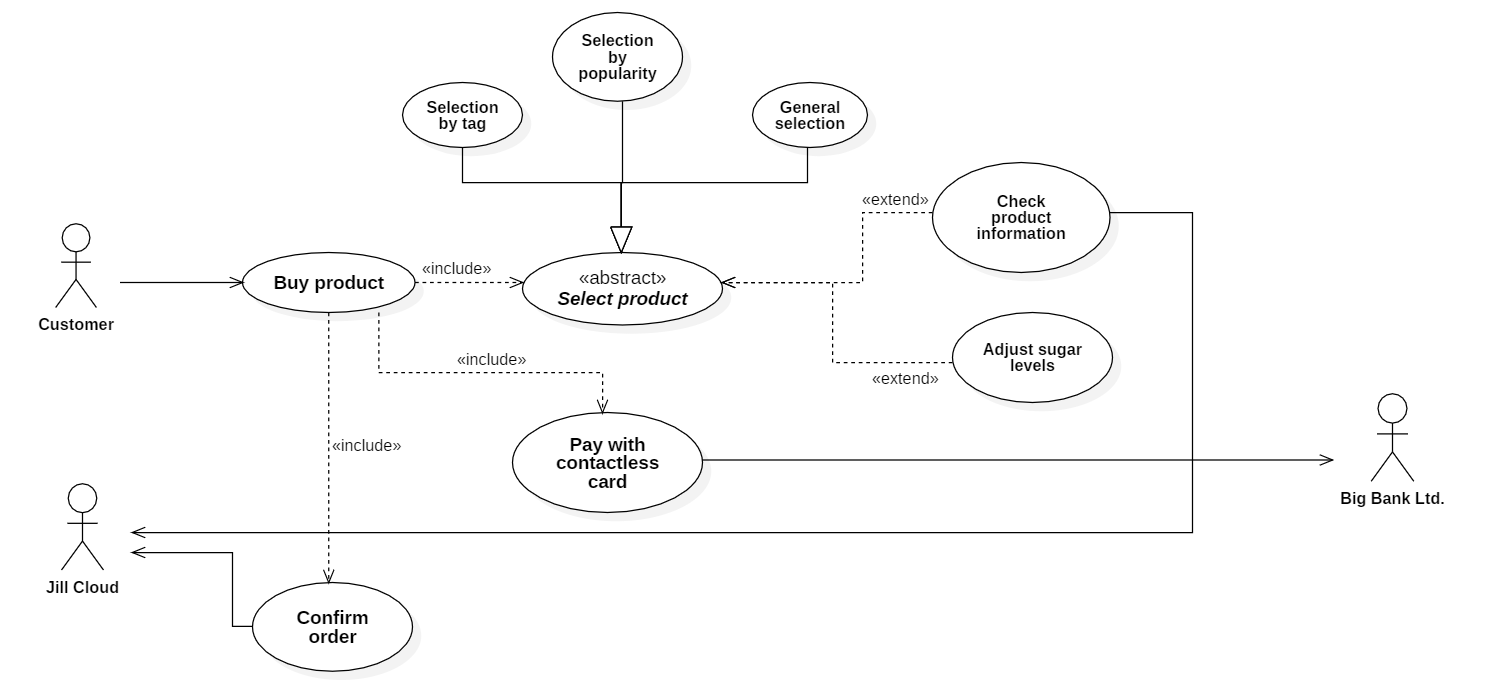 Selection
by
popularity
Selection
by tag
General
selection
«extend»
Check
product
information
Customer
Buy product
«include»
«abstract»
Select product
«include»
Adjust sugar
levels
«extend»
«include»
Pay with
contactless
card
Big Bank Ltd.
Jill Cloud
Confirm
order